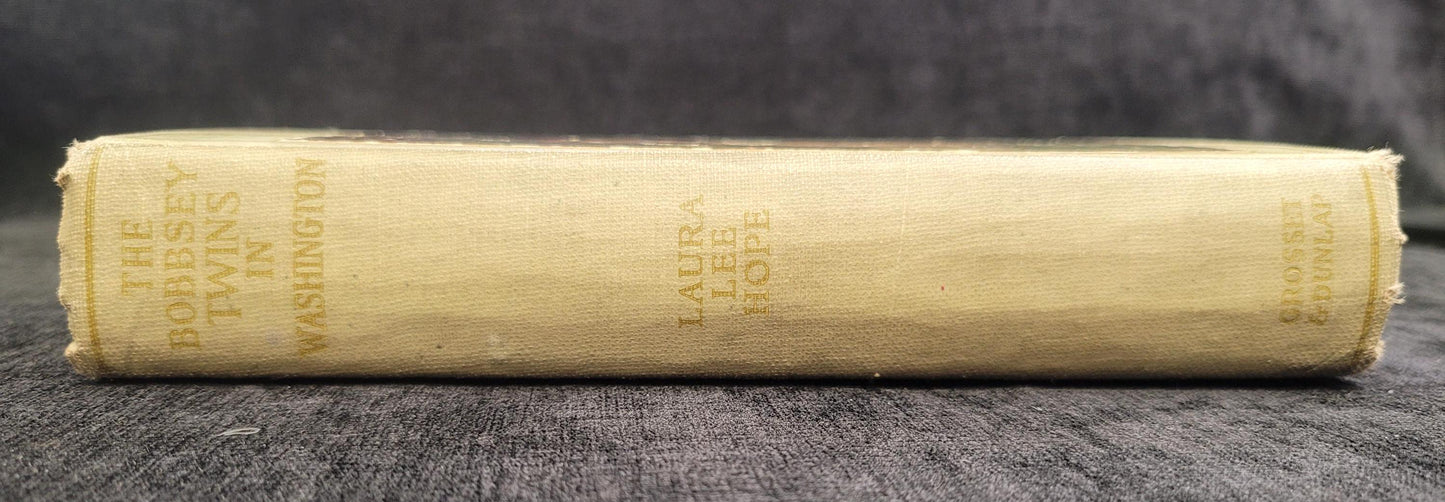 THE
BOBBSEY
TWINS
IN
WASHINGTON
LAURA
LEE
HOPE
GROSSET
& DUNLAP